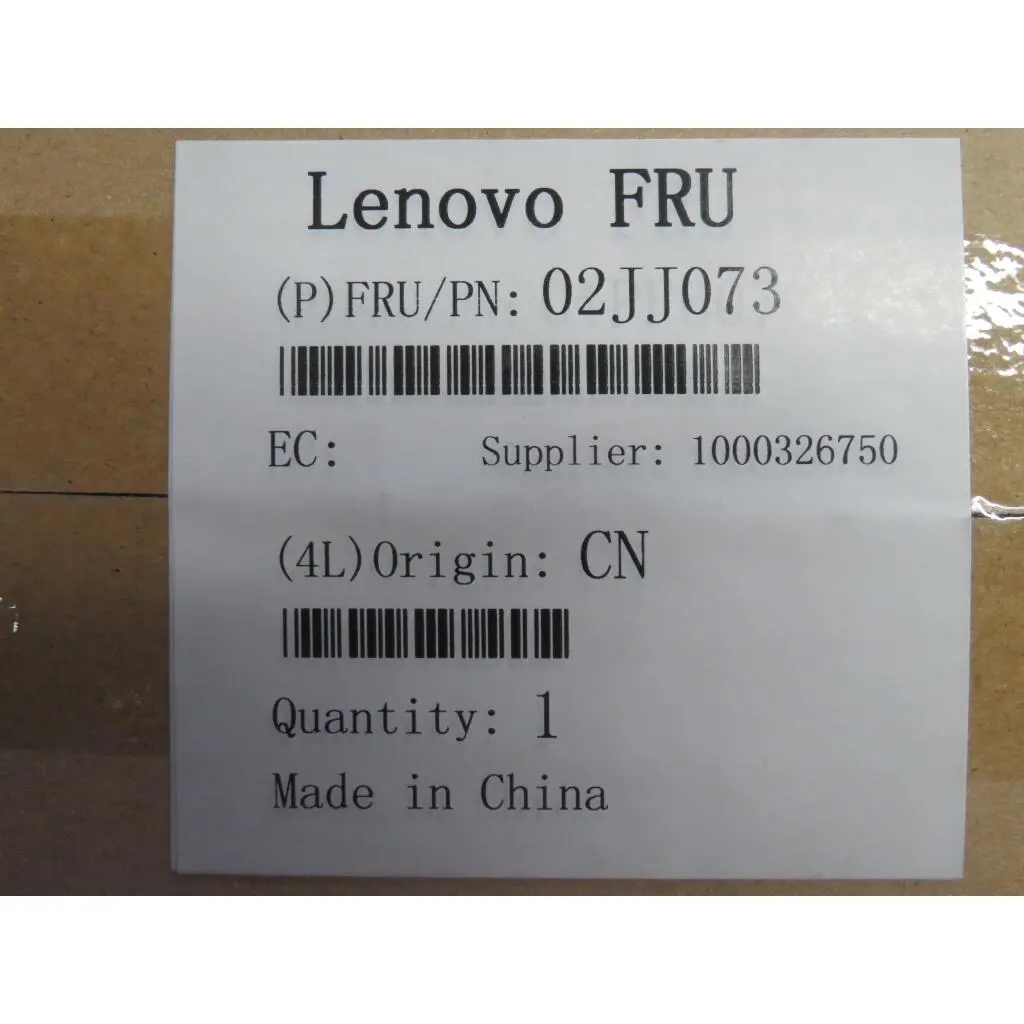 Lenovo FRU
(P)FRU/PN: 02JJ073
EC: Supplier: 1000326750
(4L)Origin: CN
Quantity: 1
Made in China